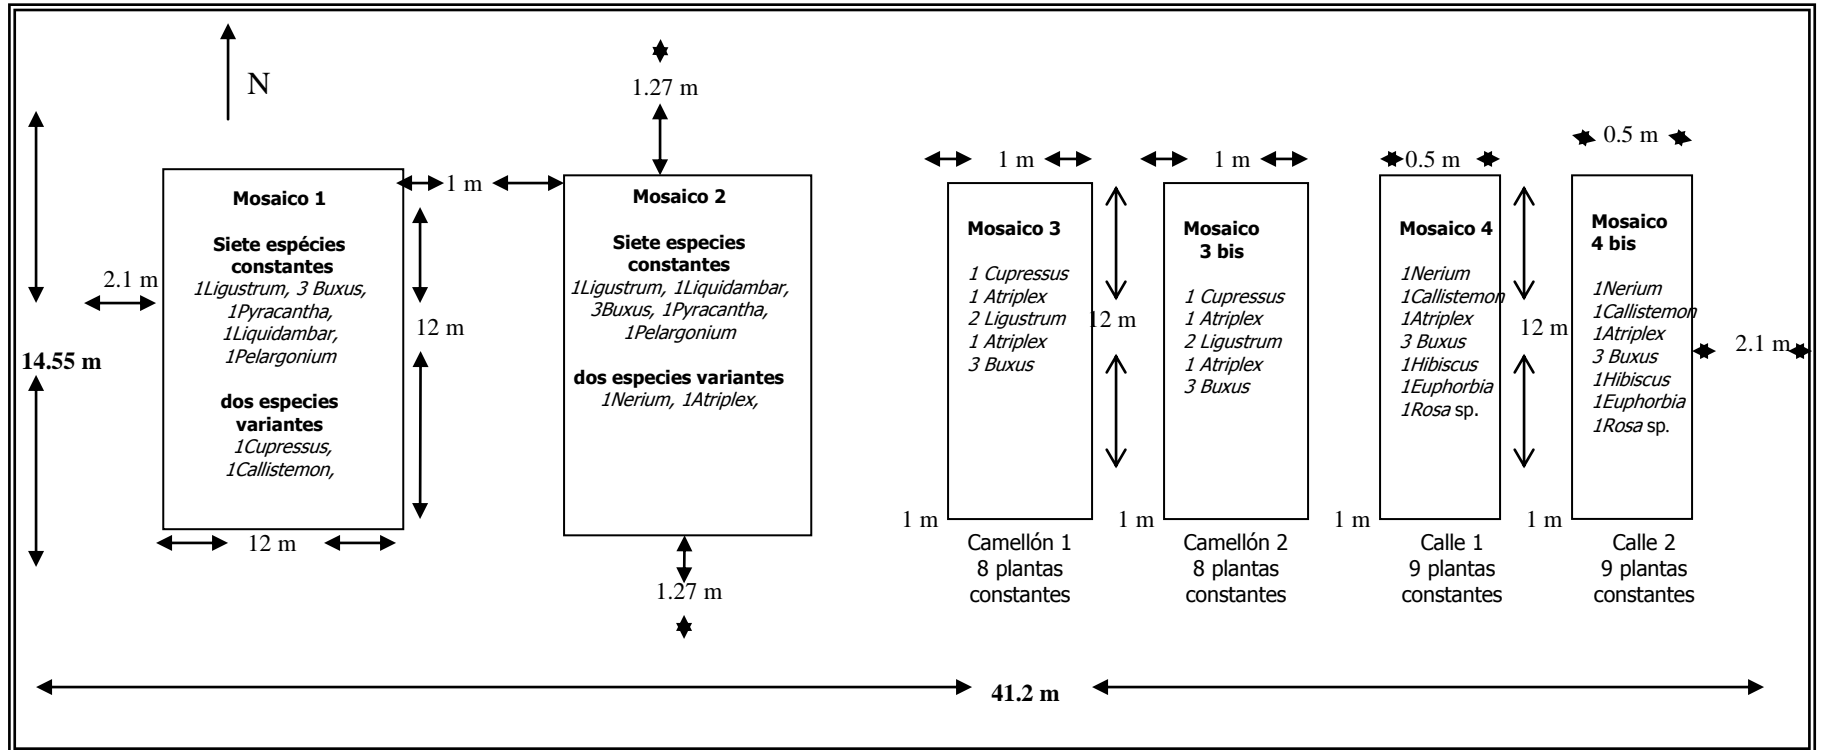 N
14.55 m
2.1 m
Mosaico 1
Siete espécies
constantes
1Ligustrum, 3 Buxus,
1Pyracantha,
1Liquidambar,
1Pelargonium
dos especies
variantes
1Cupressus,
1Callistemon,
12 m
12 m
1 m
1.27 m
Mosaico 2
Siete especies
constantes
1Ligustrum, 1Liquidambar,
3Buxus, 1Pyracantha,
1Pelargonium
dos especies variantes
1Nerium, 1Atriplex,
1.27 m
1 m
Mosaico 3
1 Cupressus
1 Atriplex
2 Ligustrum
1 Atriplex
3 Buxus
12 m
1 m
Camellón 1
8 plantas
constantes
1 m
Mosaico
3 bis
1 Cupressus
1 Atriplex
2 Ligustrum
1 Atriplex
3 Buxus
1 m
Camellón 2
8 plantas
constantes
0.5 m
Mosaico 4
1Nerium
1Callistemon
1Atriplex
3 Buxus
1Hibiscus
1Euphorbia
1Rosa sp.
12 m
1 m
Calle 1
9 plantas
constantes
0.5 m
Mosaico
4 bis
1Nerium
1Callistemon
1Atriplex
3 Buxus
1Hibiscus
1Euphorbia
1Rosa sp.
2.1 m
1 m
Calle 2
9 plantas
constantes
41.2 m